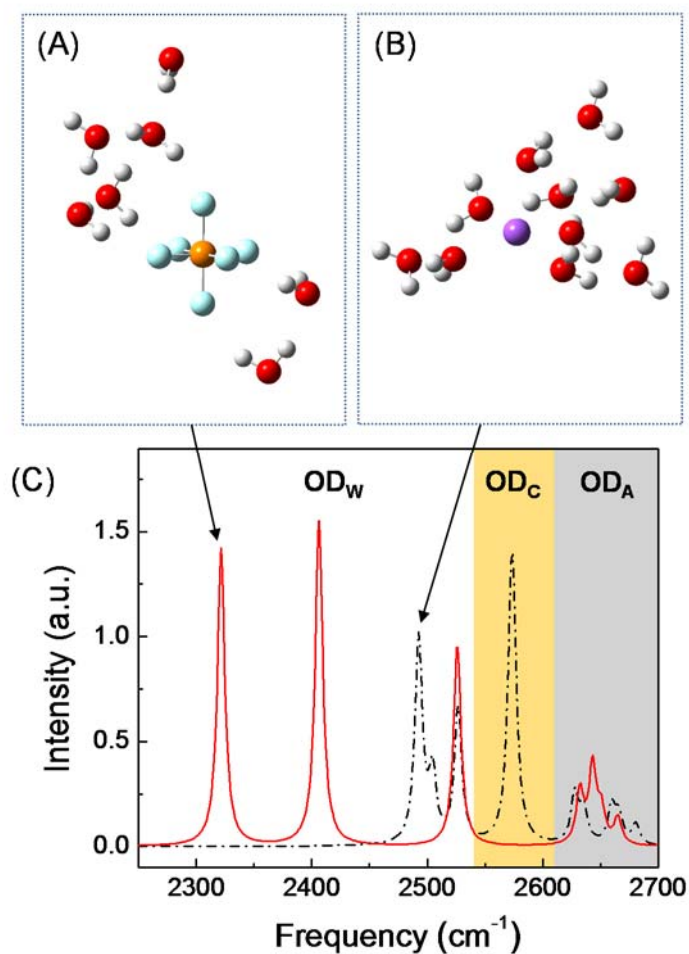 (A)
(B)
(C)
OD_W
OD_C
OD_A
1.5
1.0
0.5
0.0
Intensity (a.u.)
2300
2400
2500
2600
2700
Frequency (cm⁻¹)